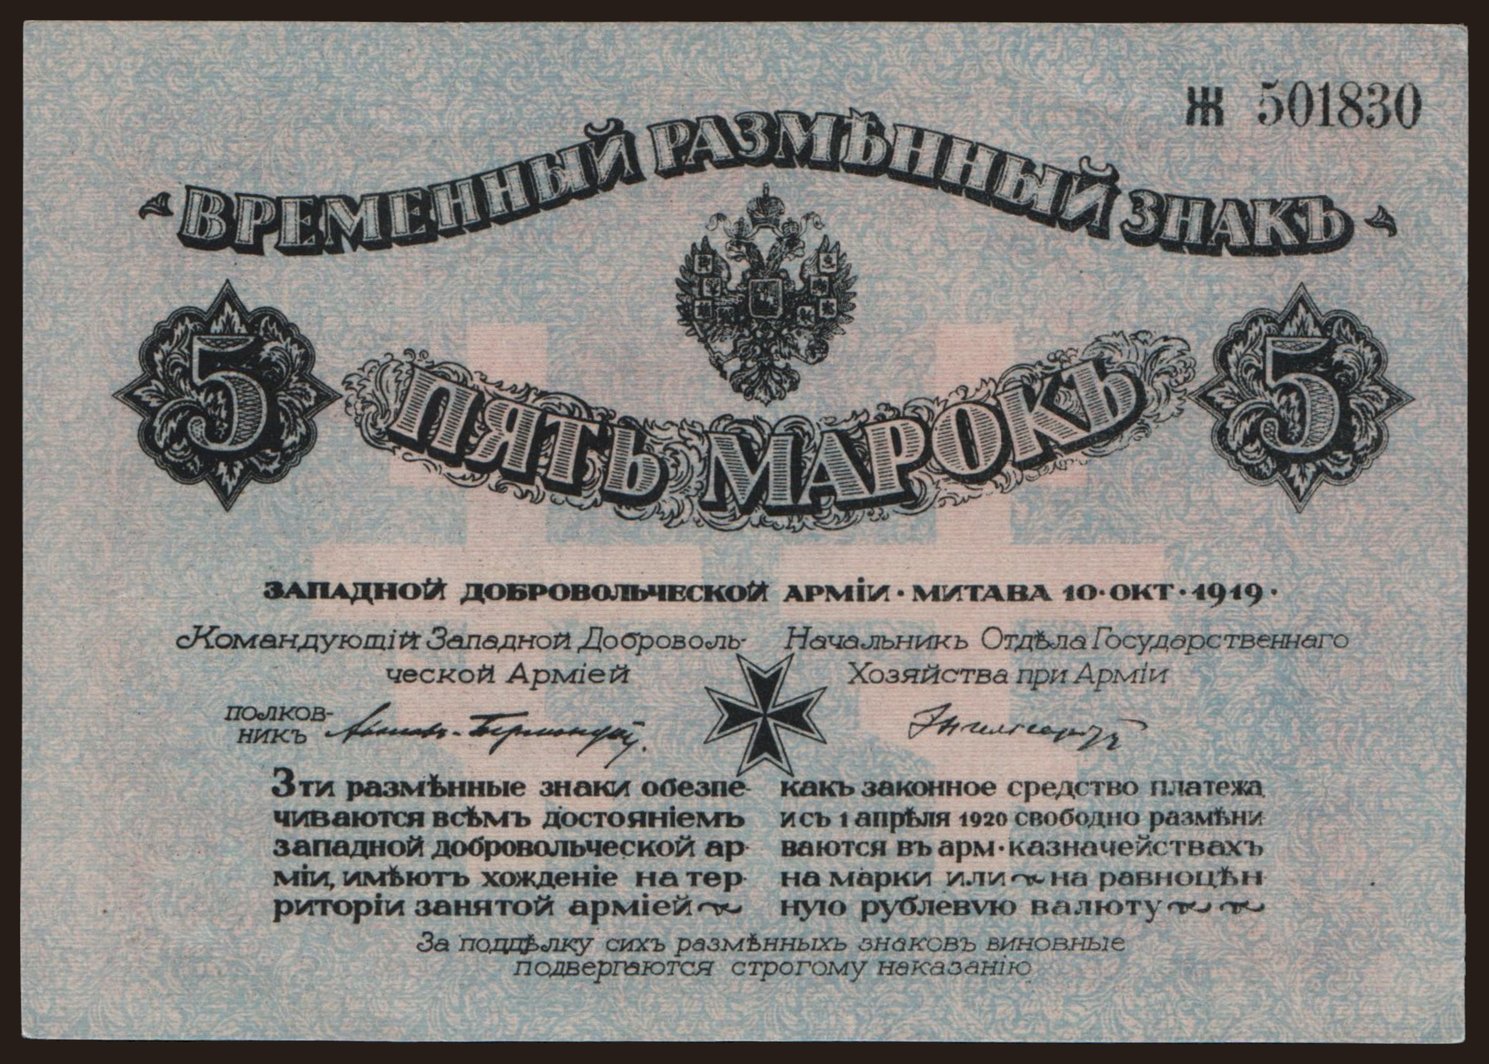 Ж 501830
ВРЕМЕННЫЙ РАЗМѢННЫЙ ЗНАКЪ
5 5
ПЯТЬ МАРОКЪ
ЗАПАДНОЙ ДОБРОВОЛЬЧЕСКОЙ АРМІИ · МИТАВА 10 · ОКТ · 1919 ·
Командующій Западной Доброволь-
ческой Арміей
полков-
никъ
Начальникъ Отдѣла Государственнаго
Хозяйства при Арміи
Эти размѣнные знаки обезпе-
чиваются всѣмъ достояніемъ
западной добровольческой ар-
міи, имѣютъ хожденіе на тер-
риторіи занятой арміей
какъ законное средство платежа
и съ 1 апрѣля 1920 свободно размѣни
ваются въ арм · казначействахъ
на марки или на равноцѣн
ную рублевую валюту
За поддѣлку сихъ размѣнныхъ знаковъ виновные
подвергаются строгому наказанію